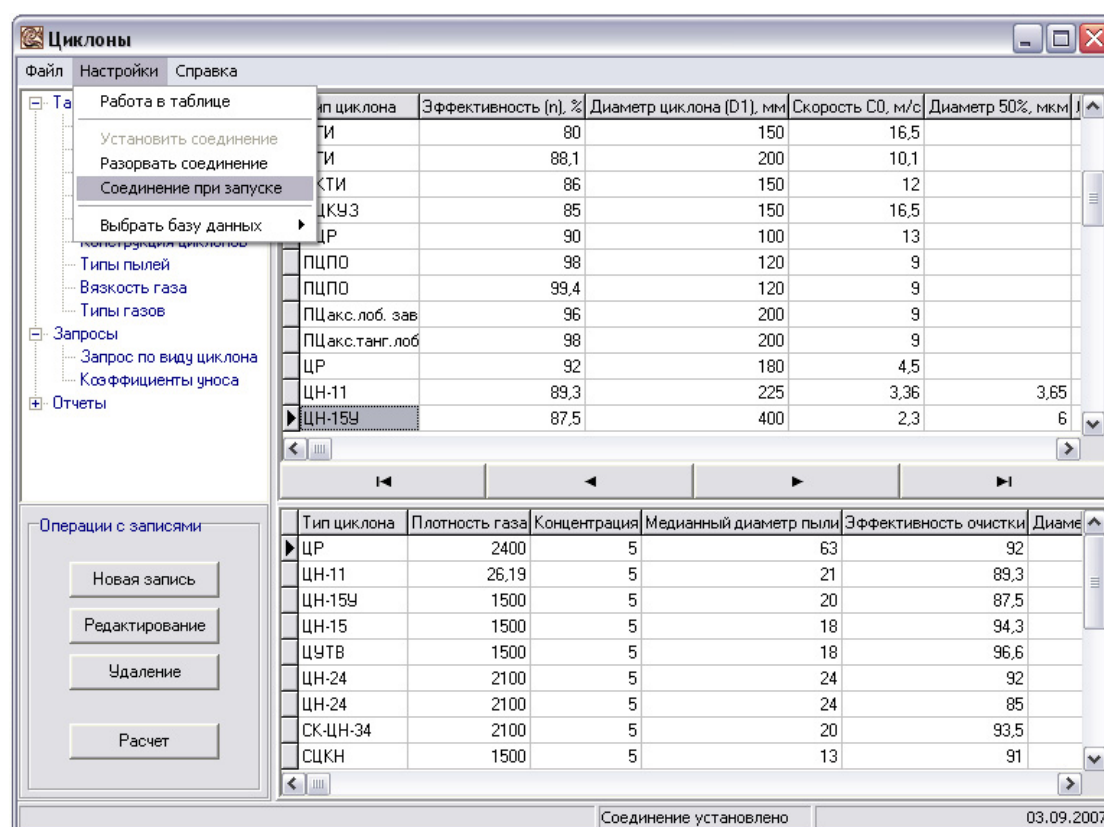 Циклоны
Файл Настройки Справка
Работа в таблице
Установить соединение
Разорвать соединение
Соединение при запуске
Выбрать базу данных
Та
Конструкция циклонов
Типы пылей
Вязкость газа
Типы газов
Запросы
Запрос по виду циклона
Коэффициенты уноса
Отчеты
ип циклона Эффективность (n), % Диаметр циклона (D1), мм Скорость C0, м/с Диаметр 50%, мкм
ТИ 80 150 16,5
ТИ 88,1 200 10,1
КТИ 86 150 12
ЦКУЗ 85 150 16,5
ЦР 90 100 13
ПЦПО 98 120 9
ПЦПО 99,4 120 9
ПЦакс.лоб. зав 96 200 9
ПЦакс.танг.лоб 98 200 9
ЦР 92 180 4,5
ЦН-11 89,3 225 3,36 3,65
ЦН-15У 87,5 400 2,3 6
Операции с записями
Новая запись
Редактирование
Удаление
Расчет
Тип циклона Плотность газа Концентрация Медианный диаметр пыли Эффективность очистки Диаме
ЦР 2400 5 63 92
ЦН-11 26,19 5 21 89,3
ЦН-15У 1500 5 20 87,5
ЦН-15 1500 5 18 94,3
ЦУТВ 1500 5 18 96,6
ЦН-24 2100 5 24 92
ЦН-24 2100 5 24 85
СК-ЦН-34 2100 5 20 93,5
СЦКН 1500 5 13 91
Соединение установлено 03.09.2007